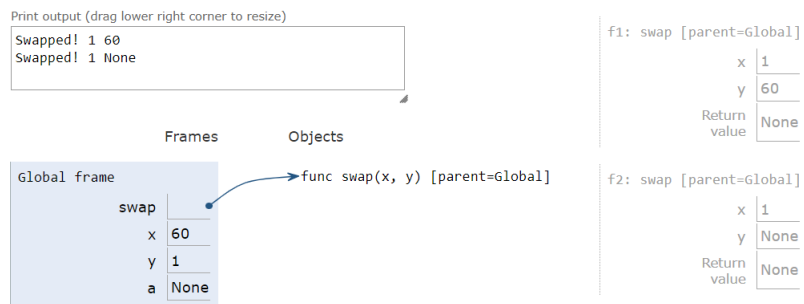 Print output (drag lower right corner to resize)
Swapped! 1 60
Swapped! 1 None
Frames Objects
Global frame
swap
x 60
y 1
a None
func swap(x, y) [parent=Global]
f1: swap [parent=Global]
x 1
y 60
Return
value None
f2: swap [parent=Global]
x 1
y None
Return
value None